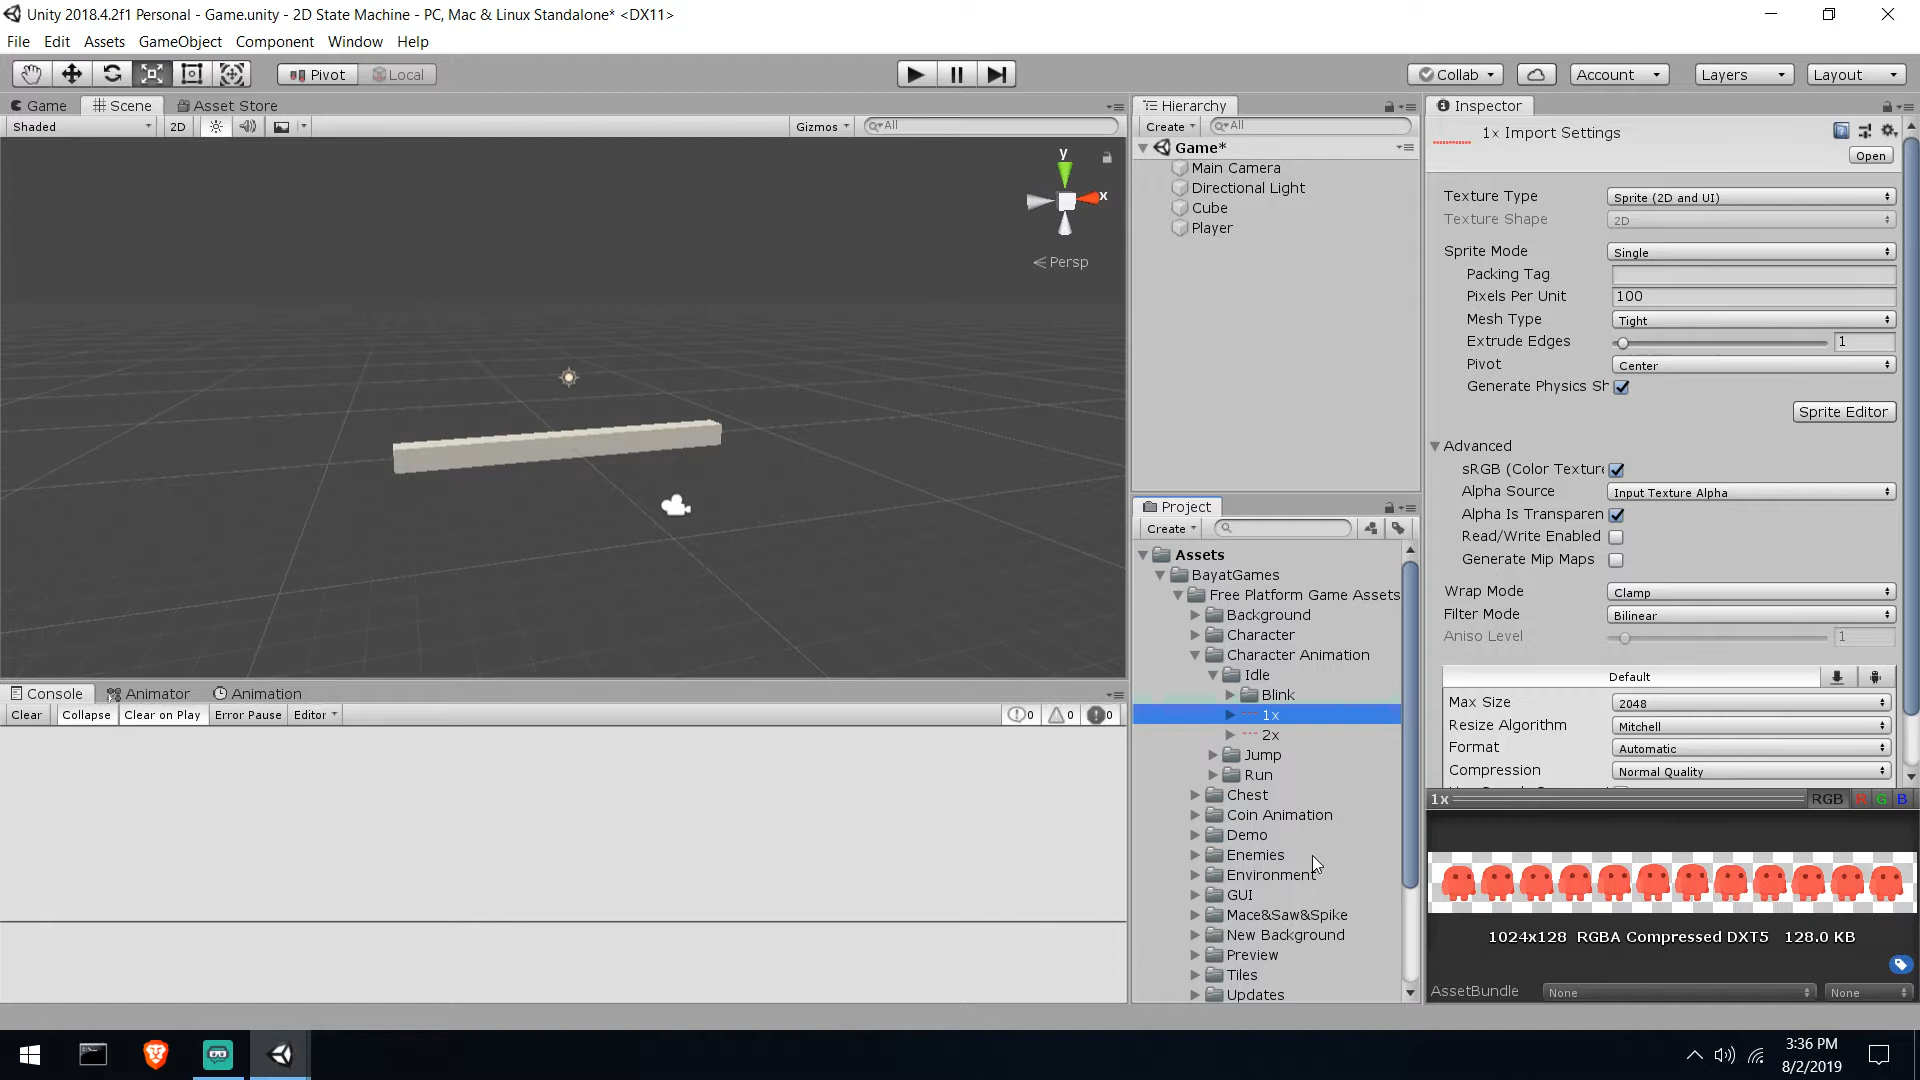 Unity 2018.4.2f1 Personal - Game.unity - 2D State Machine - PC, Mac & Linux Standalone* <DX11>
File Edit Assets GameObject Component Window Help
Pivot Local Collab Account Layers Layout
Game Scene Asset Store
Shaded 2D Gizmos All
y
x
Persp
Hierarchy
Create All
Game*
Main Camera
Directional Light
Cube
Player
Project
Create
Assets
BayatGames
Free Platform Game Assets
Background
Character
Character Animation
Idle
Blink
1x
2x
Jump
Run
Chest
Coin Animation
Demo
Enemies
Environment
GUI
Mace&Saw&Spike
New Background
Preview
Tiles
Updates
Inspector
1x Import Settings
Open
Texture Type Sprite (2D and UI)
Texture Shape 2D
Sprite Mode Single
Packing Tag
Pixels Per Unit 100
Mesh Type Tight
Extrude Edges 1
Pivot Center
Generate Physics Sh
Sprite Editor
Advanced
sRGB (Color Texture
Alpha Source Input Texture Alpha
Alpha Is Transparen
Read/Write Enabled
Generate Mip Maps
Wrap Mode Clamp
Filter Mode Bilinear
Aniso Level 1
Default
Max Size 2048
Resize Algorithm Mitchell
Format Automatic
Compression Normal Quality
1x RGB R G B
1024x128 RGBA Compressed DXT5 128.0 KB
AssetBundle None None
Console Animator Animation
Clear Collapse Clear on Play Error Pause Editor 0 0 0
3:36 PM
8/2/2019